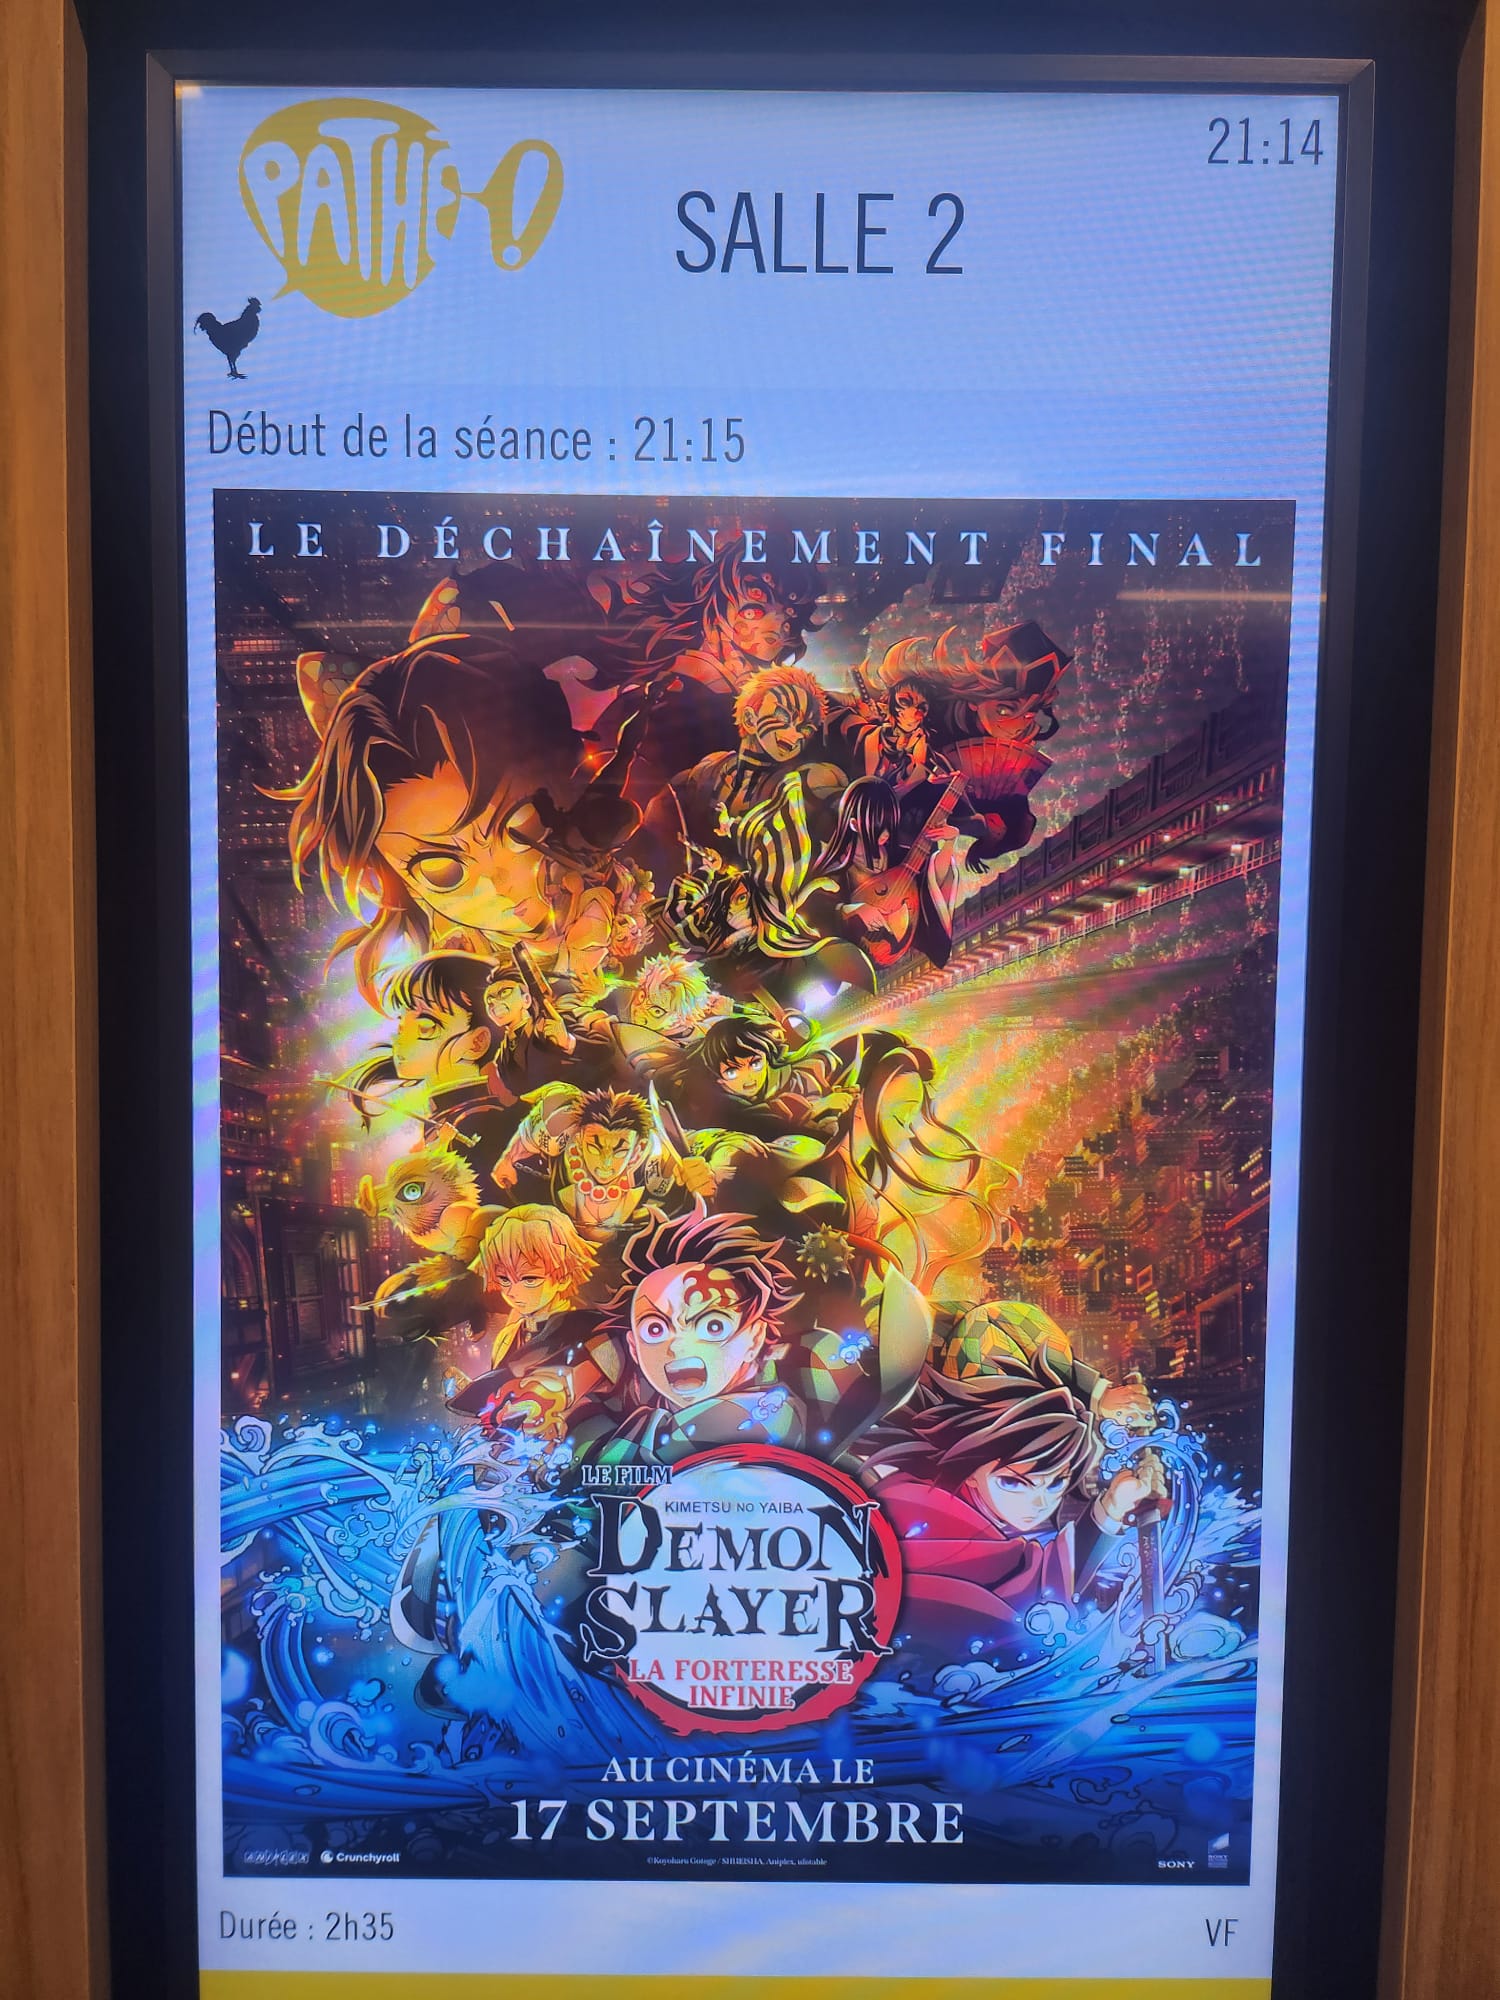 PATHE!
21:14
SALLE 2
Début de la séance : 21:15
LE DÉCHAÎNEMENT FINAL
LE FILM
KIMETSU NO YAIBA
DEMON
SLAYER
LA FORTERESSE
INFINIE
AU CINÉMA LE
17 SEPTEMBRE
ANIPLEX Crunchyroll
©Koyoharu Gotoge / SHUEISHA, Aniplex, ufotable
SONY
Durée : 2h35
VF